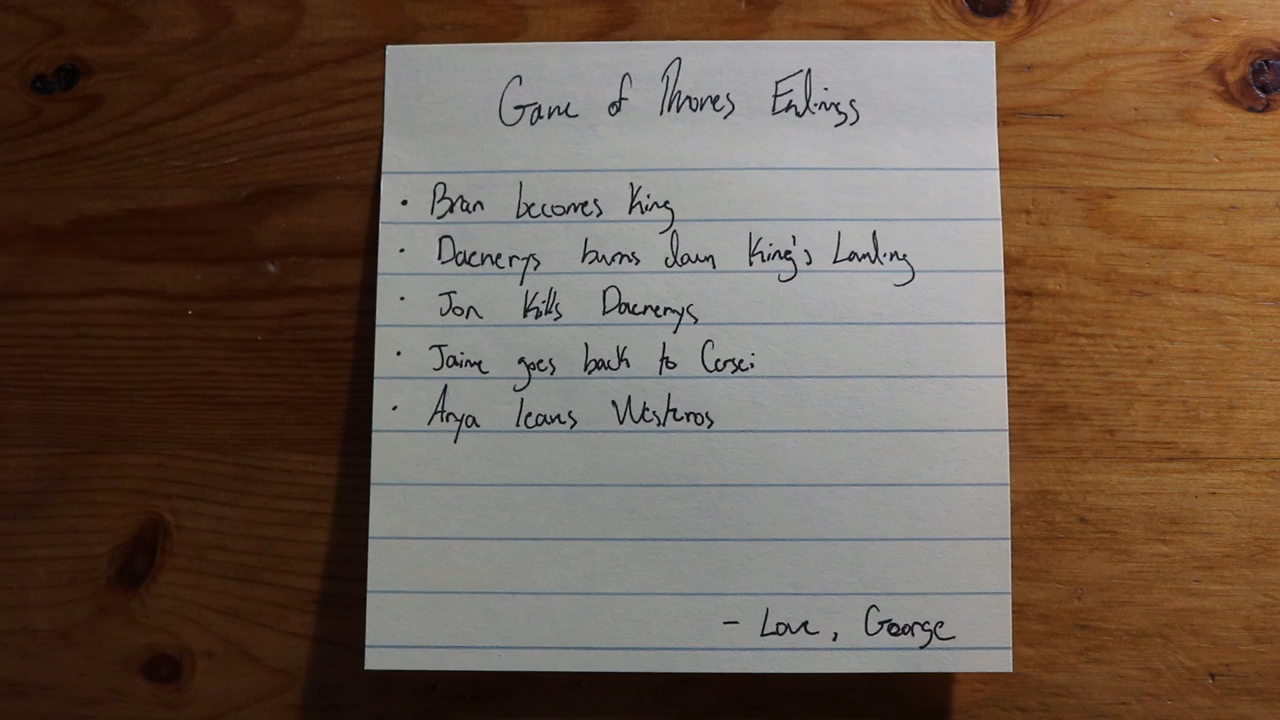 Game of Thrones Endings
· Bran becomes King
· Daenerys burns down King's Landing
· Jon Kills Daenerys
· Jaime goes back to Cersei
· Arya leaves Westeros
- Love, George